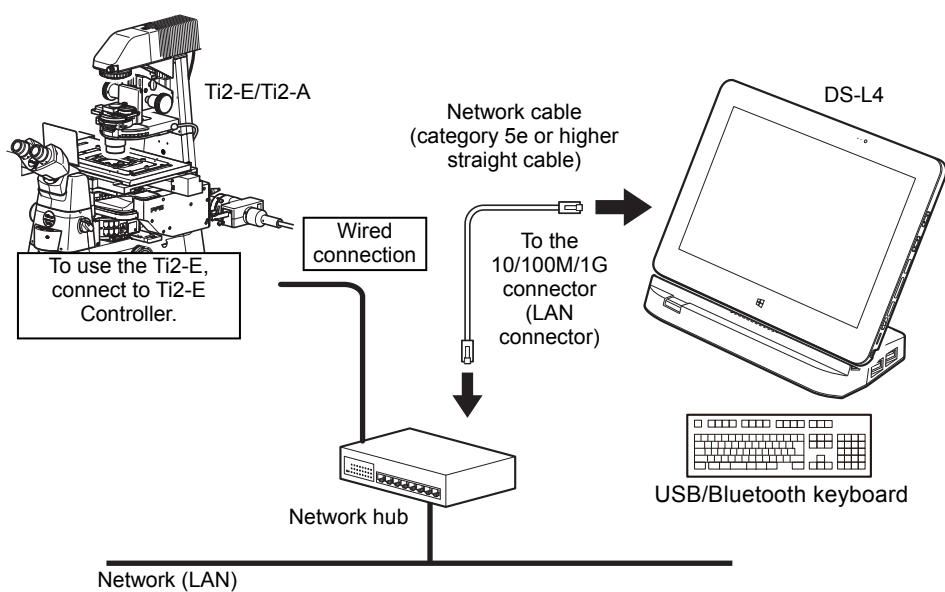 Ti2-E/Ti2-A
Network cable
(category 5e or higher
straight cable)
DS-L4
Wired
connection
To the
10/100M/1G
connector
(LAN
connector)
To use the Ti2-E,
connect to Ti2-E
Controller.
USB/Bluetooth keyboard
Network hub
Network (LAN)